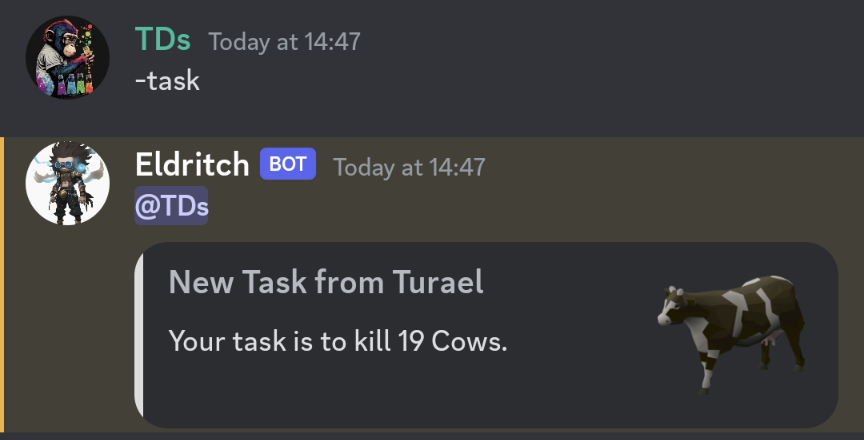 TDs Today at 14:47
-task
Eldritch BOT Today at 14:47
@TDs
New Task from Turael
Your task is to kill 19 Cows.